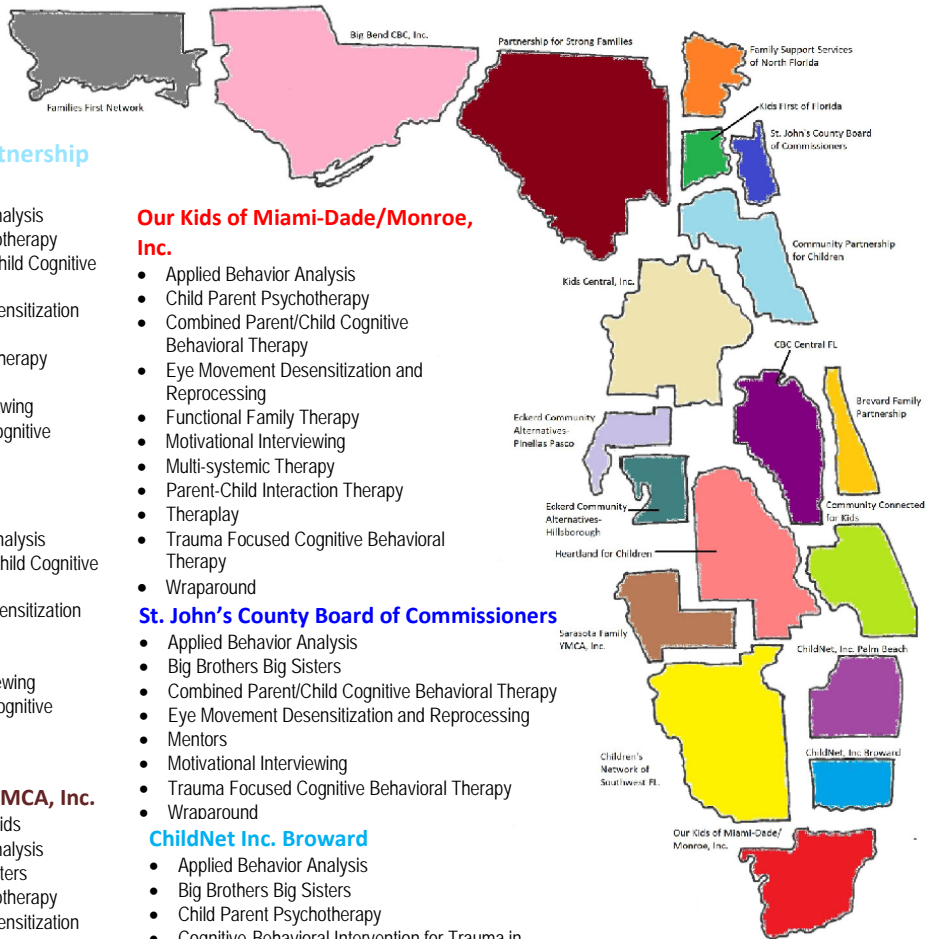 Big Bend CBC, Inc.
Partnership for Strong Families
Family Support Services
of North Florida
Families First Network
Kids First of Florida
St. John's County Board
of Commissioners
Community Partnership
for Children
Kids Central, Inc.
CBC Central FL
Brevard Family
Partnership
Eckerd Community
Alternatives-
Pinellas Pasco
Eckerd Community
Alternatives-
Hillsborough
Community Connected
for Kids
Heartland for Children
Sarasota Family
YMCA, Inc.
ChildNet, Inc. Palm Beach
Children's
Network of
Southwest FL.
ChildNet, Inc Broward
Our Kids of Miami-Dade/
Monroe, Inc.
tnership
nalysis
otherapy
hild Cognitive
ensitization
herapy
wing
ognitive
nalysis
hild Cognitive
ensitization
ewing
ognitive
MCA, Inc.
ids
nalysis
ters
otherapy
ensitization
Our Kids of Miami-Dade/Monroe,
Inc.
• Applied Behavior Analysis
• Child Parent Psychotherapy
• Combined Parent/Child Cognitive
Behavioral Therapy
• Eye Movement Desensitization and
Reprocessing
• Functional Family Therapy
• Motivational Interviewing
• Multi-systemic Therapy
• Parent-Child Interaction Therapy
• Theraplay
• Trauma Focused Cognitive Behavioral
Therapy
• Wraparound
St. John's County Board of Commissioners
• Applied Behavior Analysis
• Big Brothers Big Sisters
• Combined Parent/Child Cognitive Behavioral Therapy
• Eye Movement Desensitization and Reprocessing
• Mentors
• Motivational Interviewing
• Trauma Focused Cognitive Behavioral Therapy
• Wraparound
ChildNet Inc. Broward
• Applied Behavior Analysis
• Big Brothers Big Sisters
• Child Parent Psychotherapy
• Cognitive-Behavioral Intervention for Trauma in